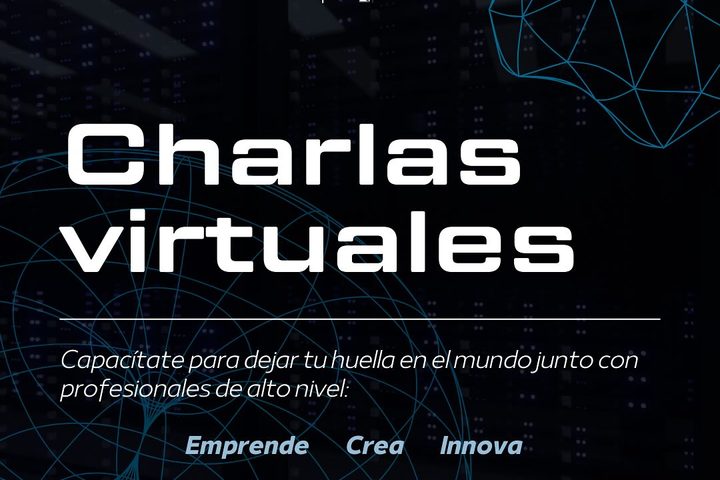 Charlas
virtuales
Capacítate para dejar tu huella en el mundo junto con
profesionales de alto nivel:
Emprende Crea Innova